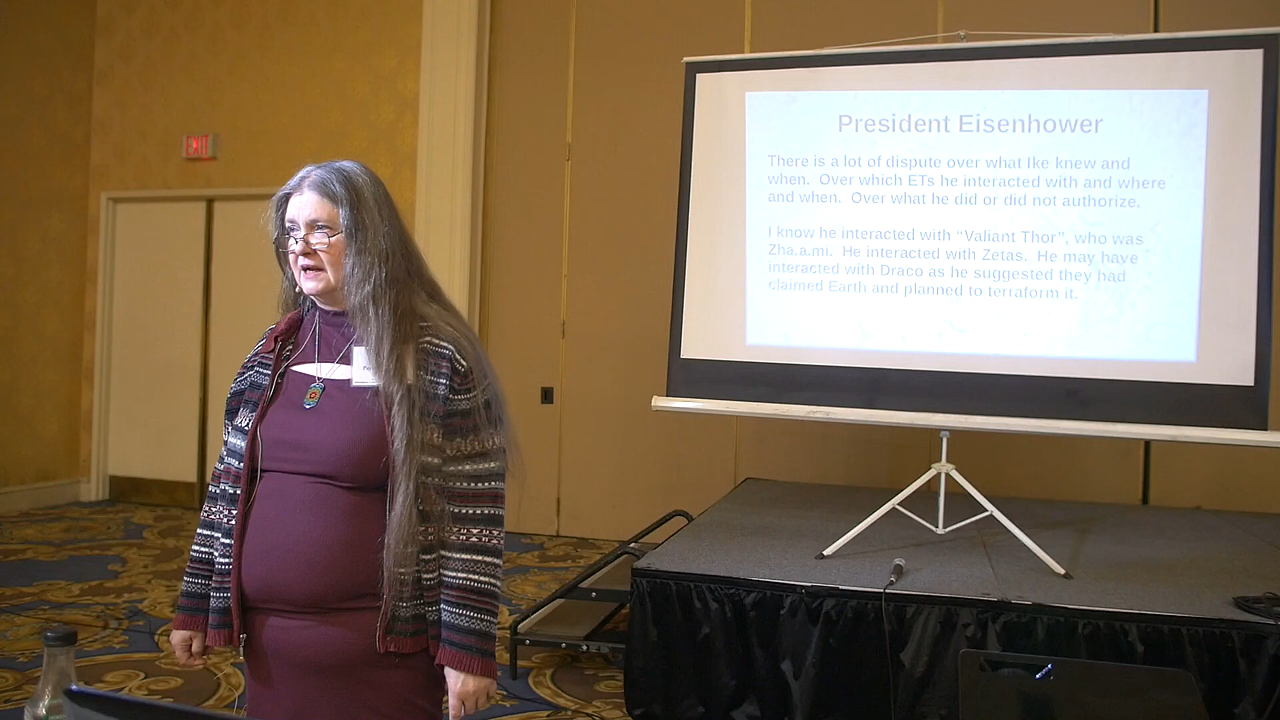 EXIT
President Eisenhower
There is a lot of dispute over what Ike knew and
when. Over which ETs he interacted with and where
and when. Over what he did or did not authorize.
I know he interacted with “Valiant Thor”, who was
Zha.a.mi. He interacted with Zetas. He may have
interacted with Draco as he suggested they had
claimed Earth and planned to terraform it.